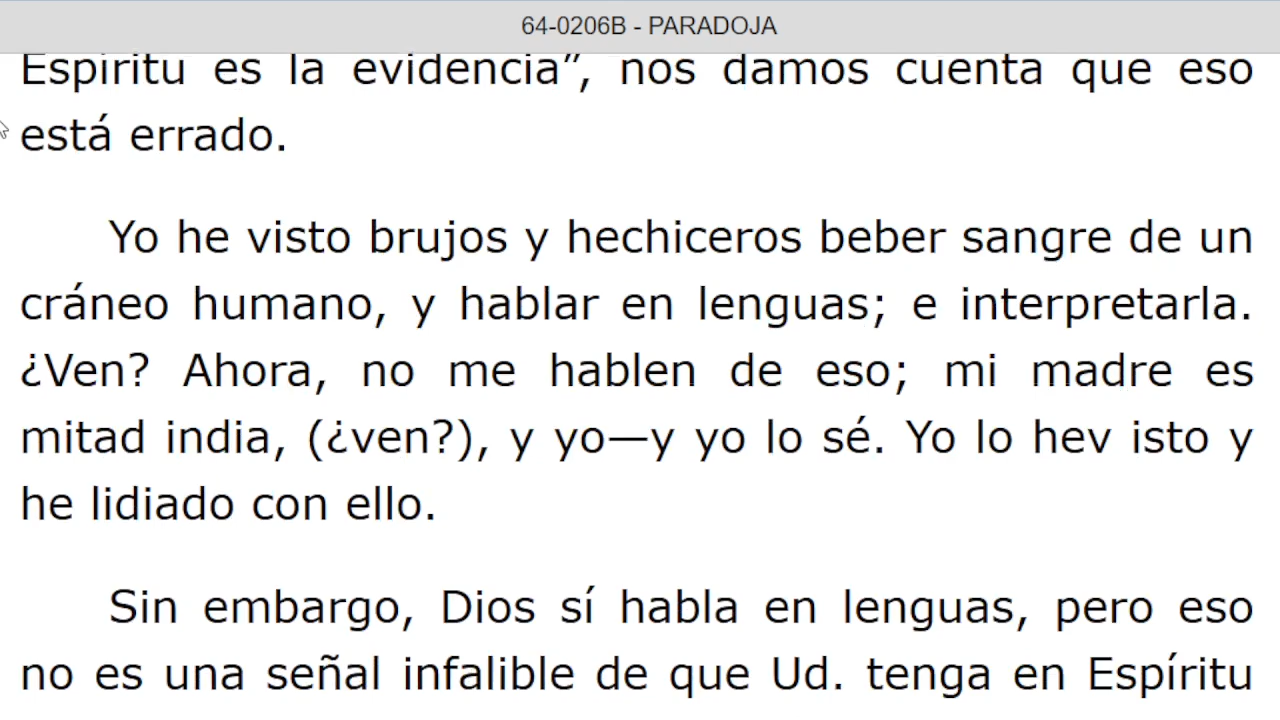 64-0206B - PARADOJA
Espíritu es la evidencia”, nos damos cuenta que eso
está errado.
Yo he visto brujos y hechiceros beber sangre de un
cráneo humano, y hablar en lenguas; e interpretarla.
¿Ven? Ahora, no me hablen de eso; mi madre es
mitad india, (¿ven?), y yo—y yo lo sé. Yo lo hev isto y
he lidiado con ello.
Sin embargo, Dios sí habla en lenguas, pero eso
no es una señal infalible de que Ud. tenga en Espíritu